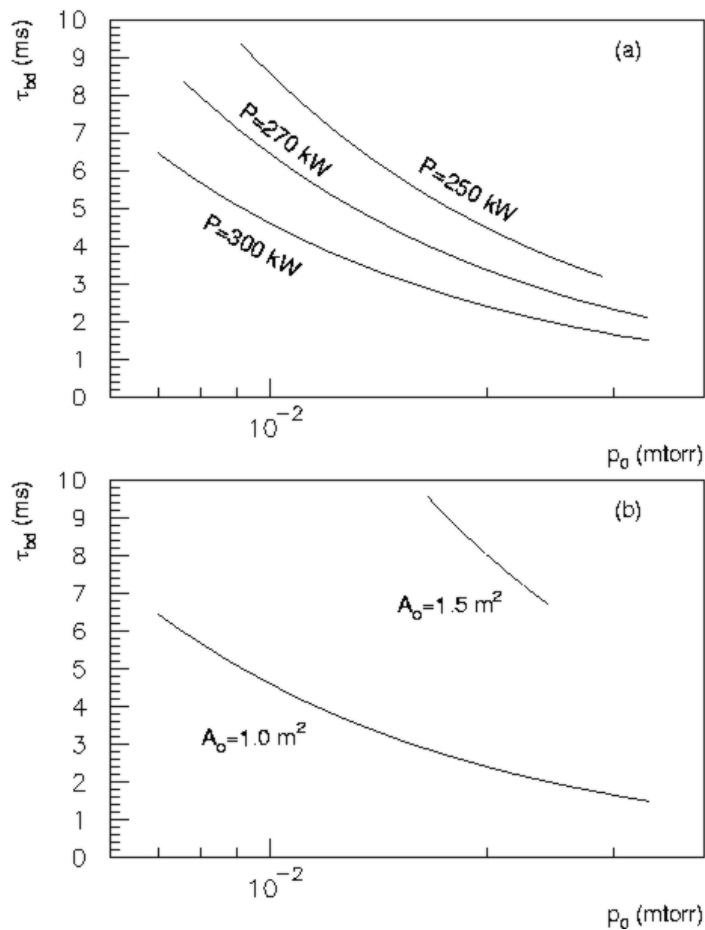 10
(a)
9
8
7
6
5
4
3
2
1
0
τbd (ms)
P=270 kW
P=250 kW
P=300 kW
10⁻²
p₀ (mtorr)
10
(b)
9
8
7
6
5
4
3
2
1
0
τbd (ms)
Aₒ=1.5 m²
Aₒ=1.0 m²
10⁻²
p₀ (mtorr)